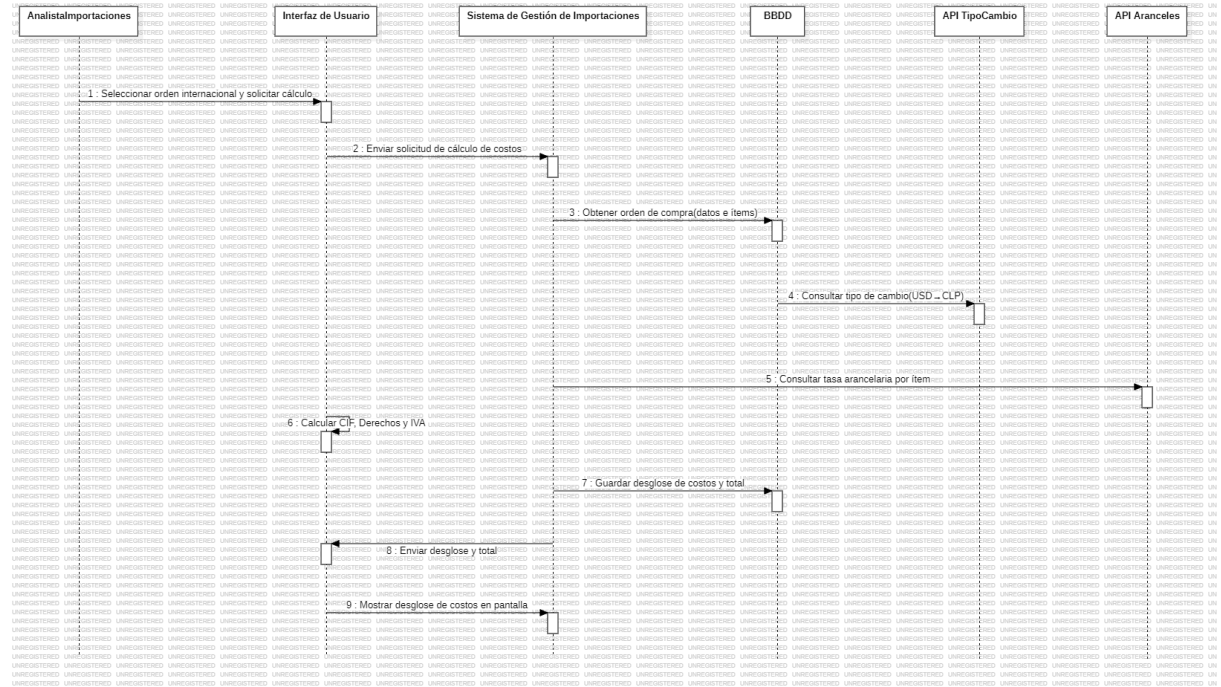 AnalistaImportaciones
Interfaz de Usuario
Sistema de Gestión de Importaciones
BBDD
API TipoCambio
API Aranceles
1 : Seleccionar orden internacional y solicitar cálculo
2 : Enviar solicitud de cálculo de costos
3 : Obtener orden de compra(datos e ítems)
4 : Consultar tipo de cambio(USD→CLP)
5 : Consultar tasa arancelaria por ítem
6 : Calcular CIF, Derechos y IVA
7 : Guardar desglose de costos y total
8 : Enviar desglose y total
9 : Mostrar desglose de costos en pantalla
UNREGISTERED